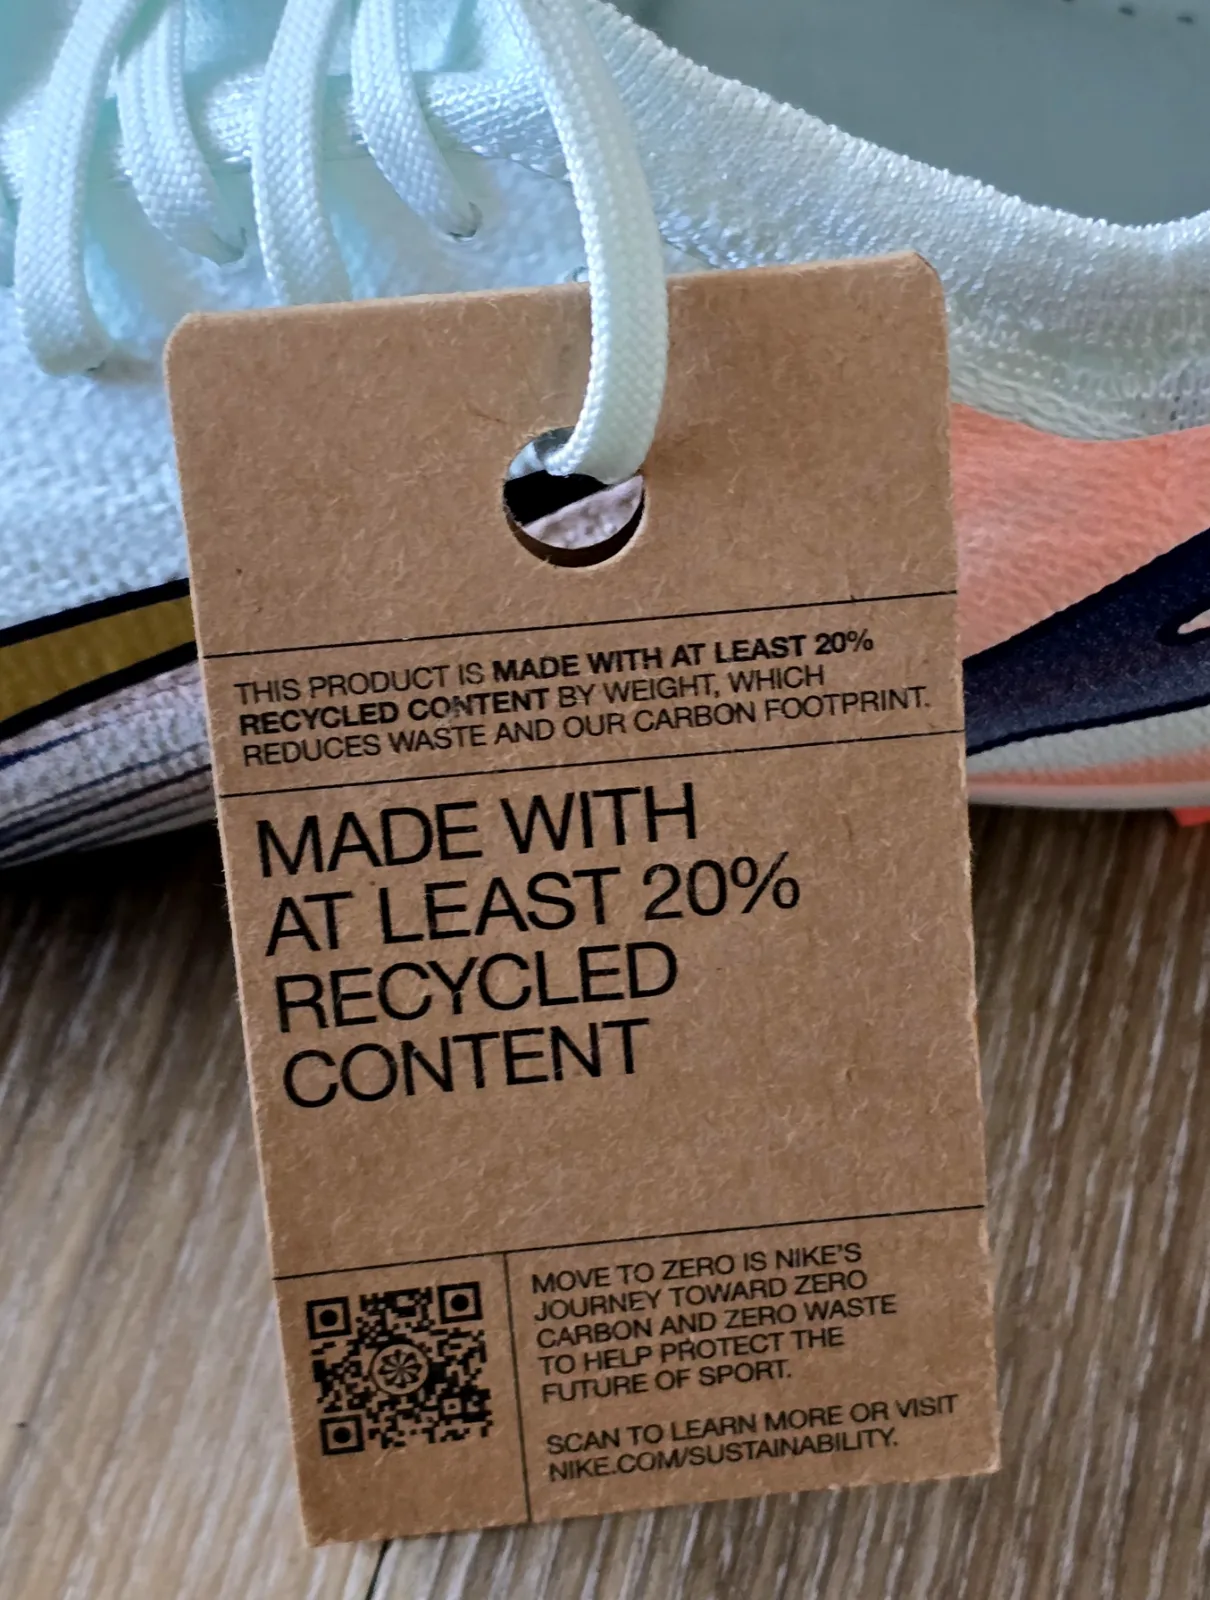 THIS PRODUCT IS MADE WITH AT LEAST 20%
RECYCLED CONTENT BY WEIGHT, WHICH
REDUCES WASTE AND OUR CARBON FOOTPRINT.
MADE WITH
AT LEAST 20%
RECYCLED
CONTENT
MOVE TO ZERO IS NIKE'S
JOURNEY TOWARD ZERO
CARBON AND ZERO WASTE
TO HELP PROTECT THE
FUTURE OF SPORT.
SCAN TO LEARN MORE OR VISIT
NIKE.COM/SUSTAINABILITY.